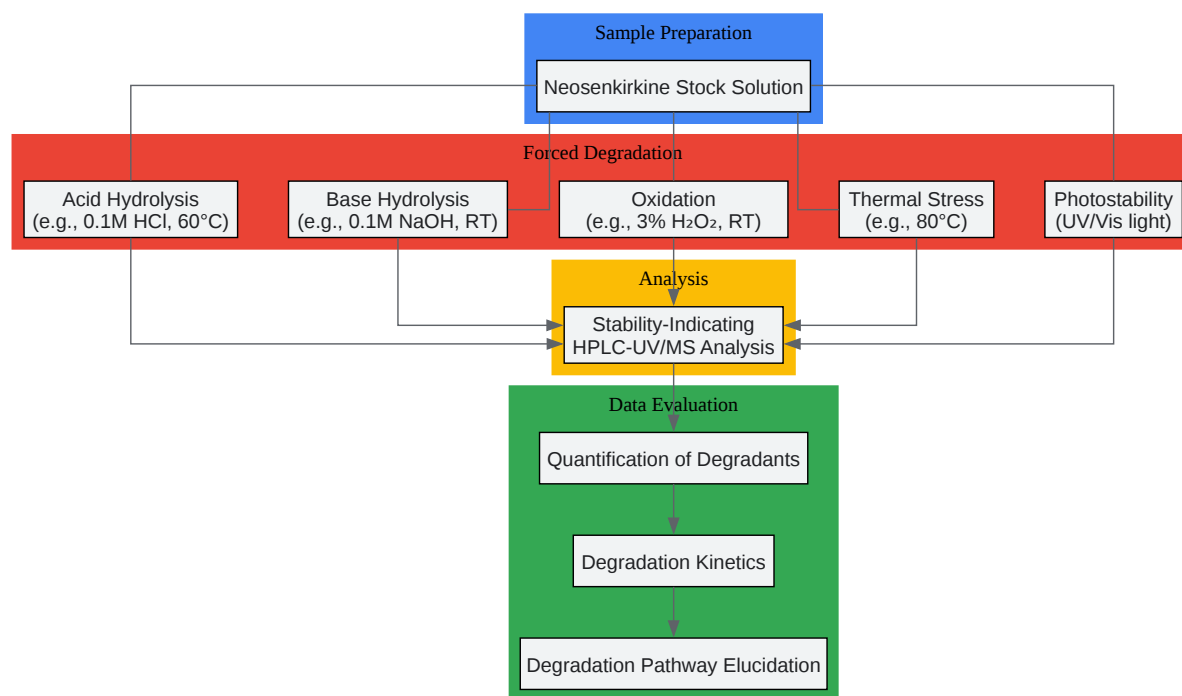 Sample Preparation
Neosenkirkine Stock Solution
Forced Degradation
Acid Hydrolysis
(e.g., 0.1M HCl, 60°C)
Base Hydrolysis
(e.g., 0.1M NaOH, RT)
Oxidation
(e.g., 3% H₂O₂, RT)
Thermal Stress
(e.g., 80°C)
Photostability
(UV/Vis light)
Analysis
Stability-Indicating
HPLC-UV/MS Analysis
Data Evaluation
Quantification of Degradants
Degradation Kinetics
Degradation Pathway Elucidation